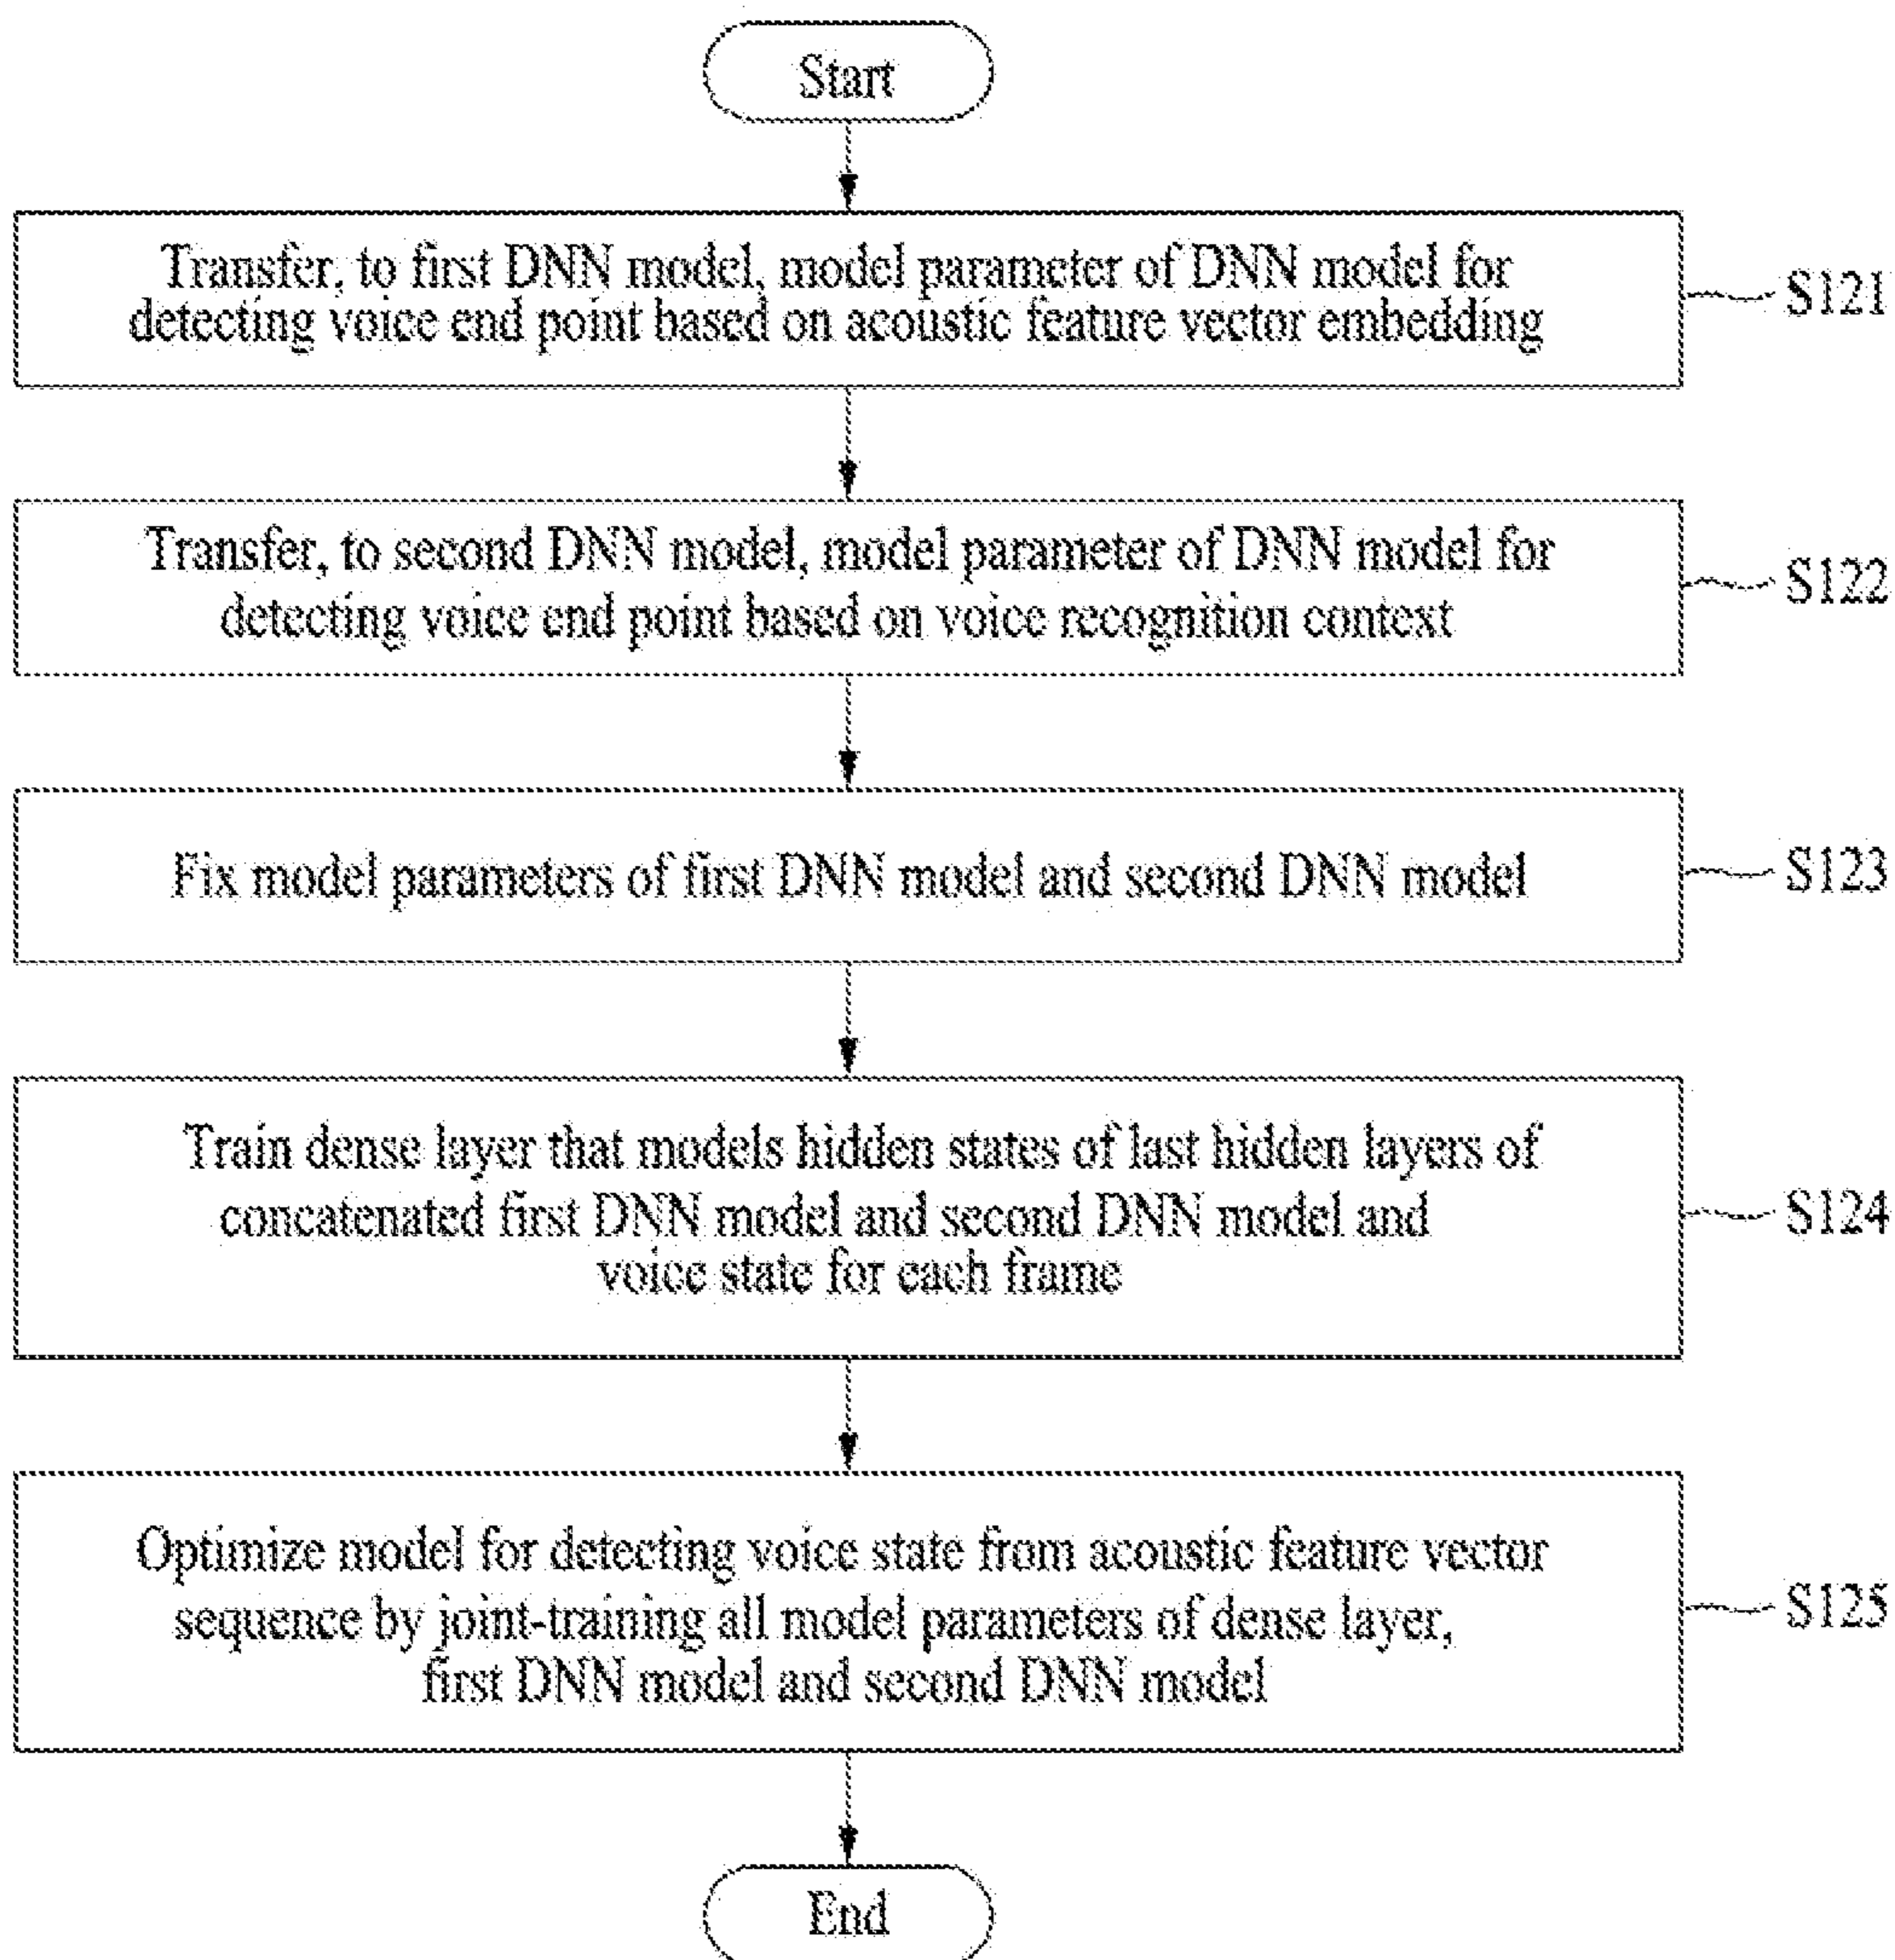 Start
Transfer, to first DNN model, model parameter of DNN model for
detecting voice end point based on acoustic feature vector embedding
S121
Transfer, to second DNN model, model parameter of DNN model for
detecting voice end point based on voice recognition context
S122
Fix model parameters of first DNN model and second DNN model
S123
Train dense layer that models hidden states of last hidden layers of
concatenated first DNN model and second DNN model and
voice state for each frame
S124
Optimize model for detecting voice state from acoustic feature vector
sequence by joint-training all model parameters of dense layer,
first DNN model and second DNN model
S125
End